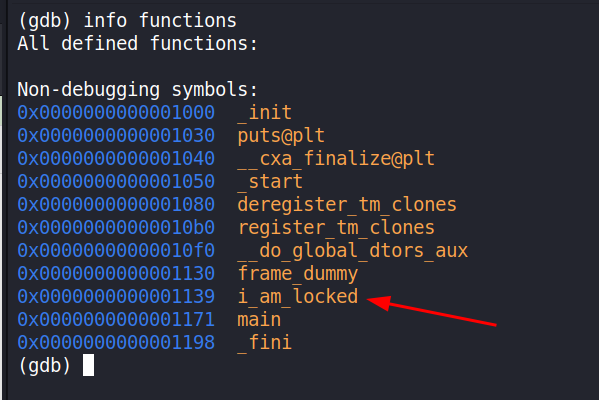 (gdb) info functions
All defined functions:
Non-debugging symbols:
0x0000000000001000 _init
0x0000000000001030 puts@plt
0x0000000000001040 __cxa_finalize@plt
0x0000000000001050 _start
0x0000000000001080 deregister_tm_clones
0x00000000000010b0 register_tm_clones
0x00000000000010f0 __do_global_dtors_aux
0x0000000000001130 frame_dummy
0x0000000000001139 i_am_locked
0x0000000000001171 main
0x0000000000001198 _fini
(gdb)